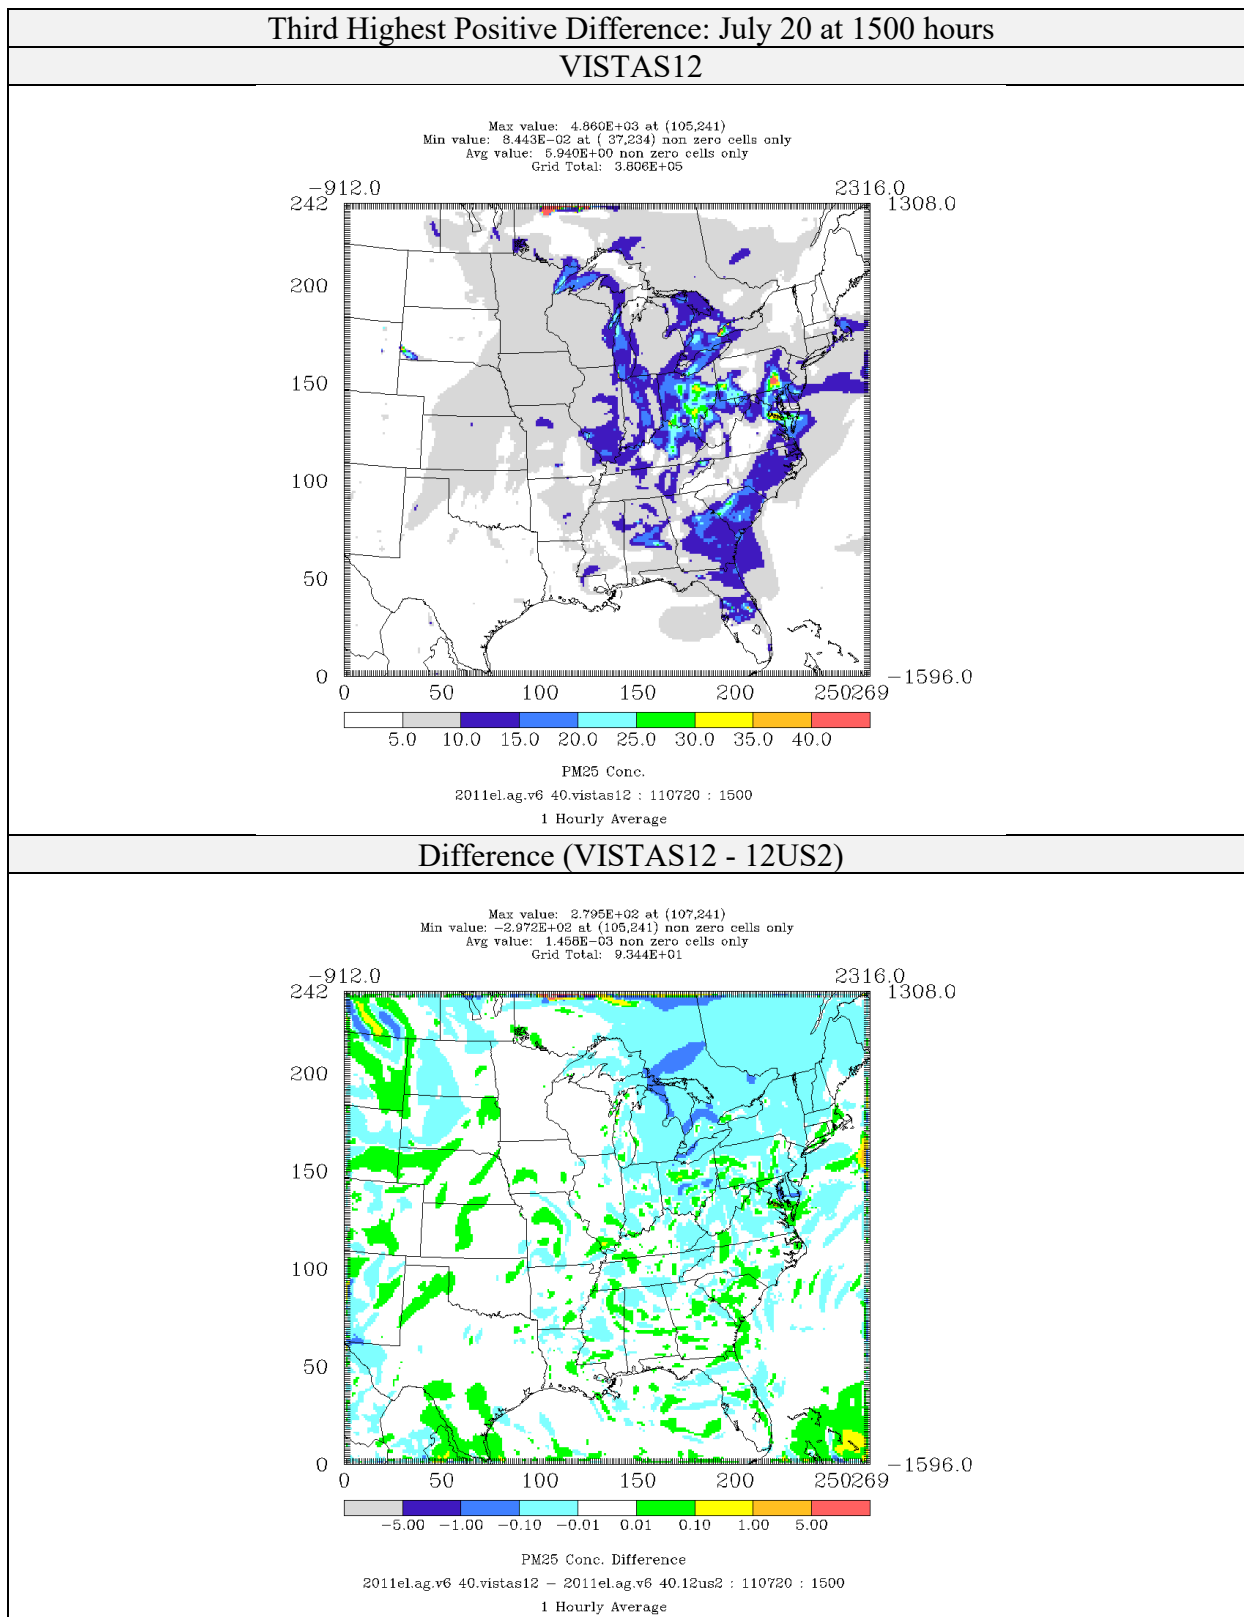 Third Highest Positive Difference: July 20 at 1500 hours
VISTAS12
Max value: 4.860E+03 at (105,241)
Min value: 8.443E-02 at ( 37,234) non zero cells only
Avg value: 5.940E+00 non zero cells only
Grid Total: 3.806E+05
-912.0 2316.0
242 1308.0
200
150
100
50
0 -1596.0
0 50 100 150 200 250269
5.0 10.0 15.0 20.0 25.0 30.0 35.0 40.0
PM25 Conc.
2011el.ag.v6 40.vistas12 : 110720 : 1500
1 Hourly Average
Difference (VISTAS12 - 12US2)
Max value: 2.795E+02 at (107,241)
Min value: -2.972E+02 at (105,241) non zero cells only
Avg value: 1.458E-03 non zero cells only
Grid Total: 9.344E+01
-912.0 2316.0
242 1308.0
200
150
100
50
0 -1596.0
0 50 100 150 200 250269
-5.00 -1.00 -0.10 -0.01 0.01 0.10 1.00 5.00
PM25 Conc. Difference
2011el.ag.v6 40.vistas12 - 2011el.ag.v6 40.12us2 : 110720 : 1500
1 Hourly Average